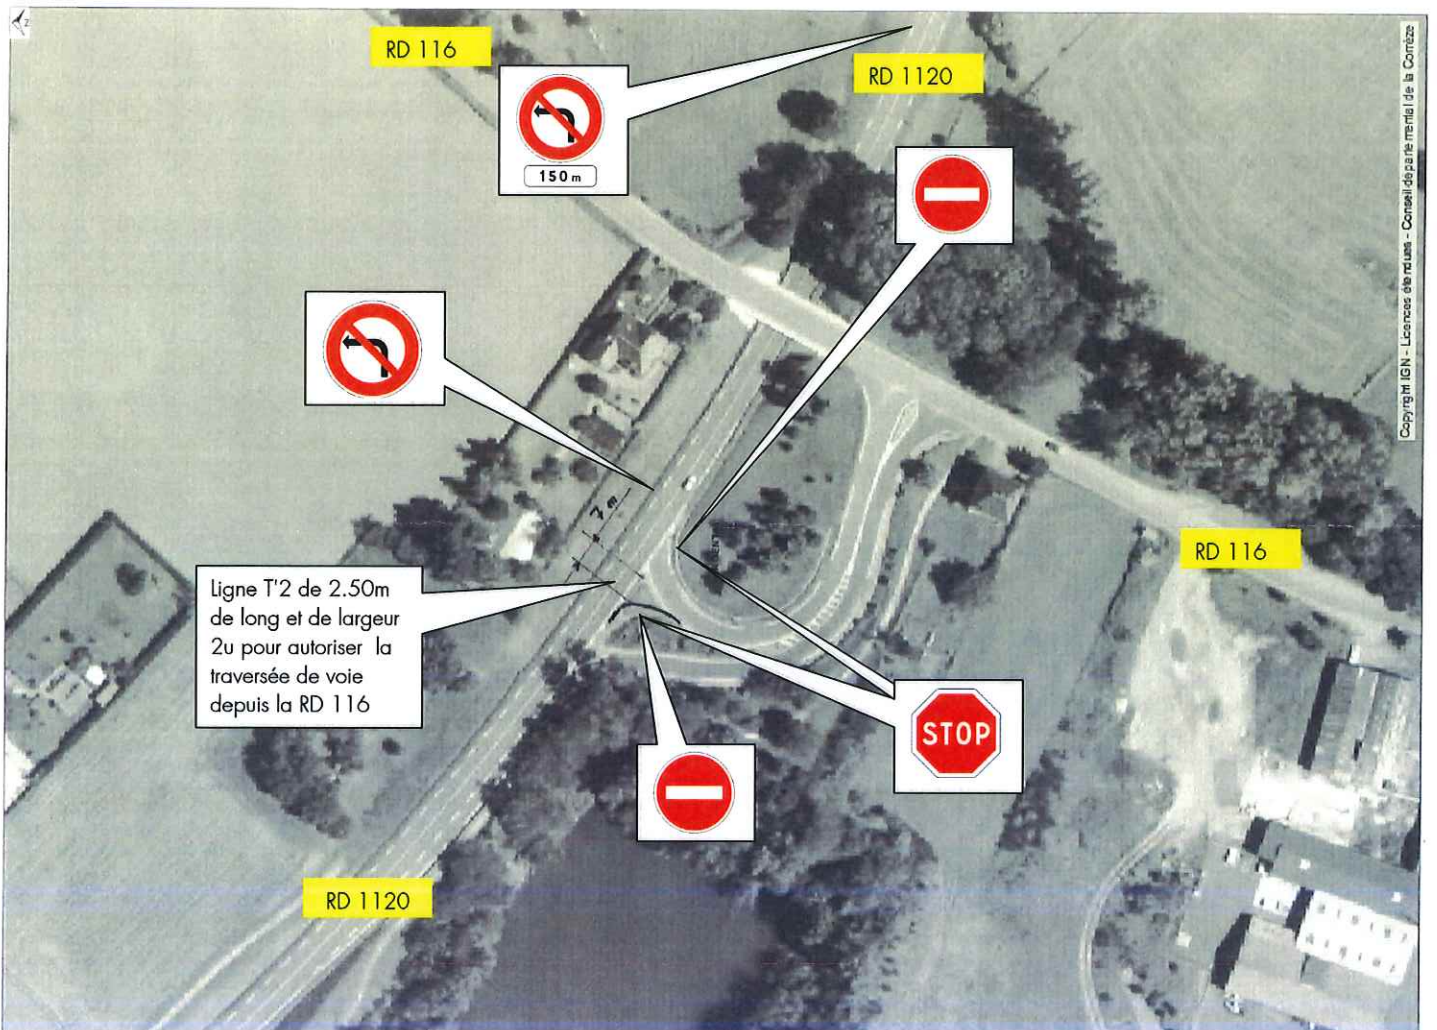 RD 116
RD 1120
150 m
7 m
Ligne T'2 de 2.50m
de long et de largeur
2u pour autoriser la
traversée de voie
depuis la RD 116
RD 116
STOP
RD 1120
Copyright IGN - Licences étendues - Conseil départemental de la Corrèze